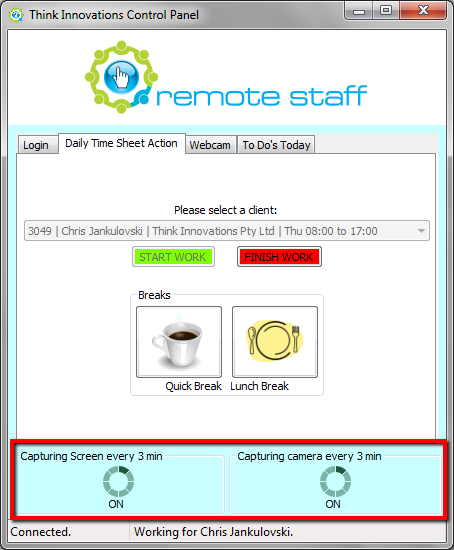 Think Innovations Control Panel
remote staff
Login Daily Time Sheet Action Webcam To Do's Today
Please select a client:
3049 | Chris Jankulovski | Think Innovations Pty Ltd | Thu 08:00 to 17:00
START WORK FINISH WORK
Breaks
Quick Break Lunch Break
Capturing Screen every 3 min Capturing camera every 3 min
ON ON
Connected. Working for Chris Jankulovski.